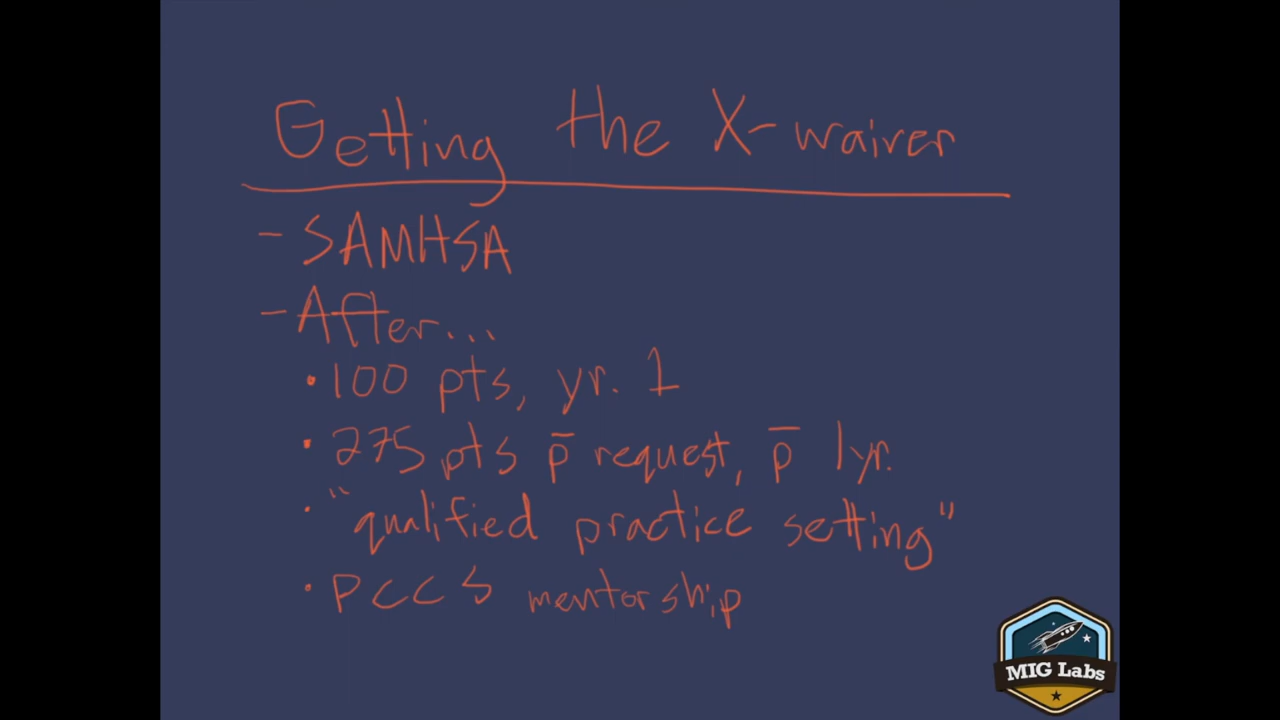 Getting the X-waiver
- SAMHSA
- After...
• 100 pts, yr. 1
• 275 pts p̄ request, p̄ 1yr.
• "qualified practice setting"
• PCCS mentorship
MIG Labs